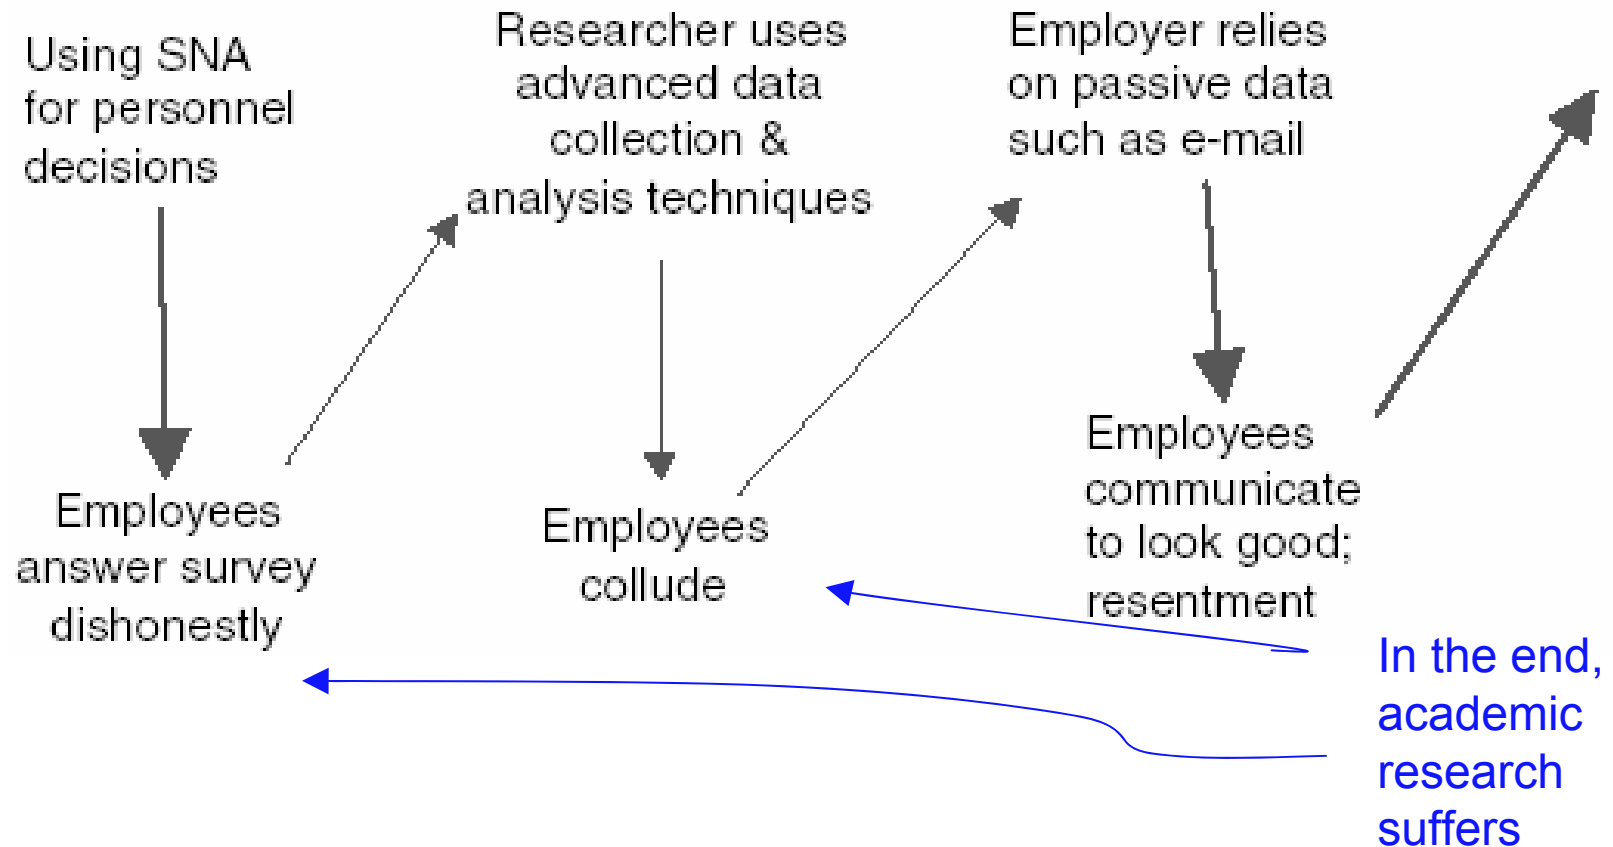 Using SNA
for personnel
decisions
Researcher uses
advanced data
collection &
analysis techniques
Employer relies
on passive data
such as e-mail
Employees
answer survey
dishonestly
Employees
collude
Employees
communicate
to look good;
resentment
In the end,
academic
research
suffers